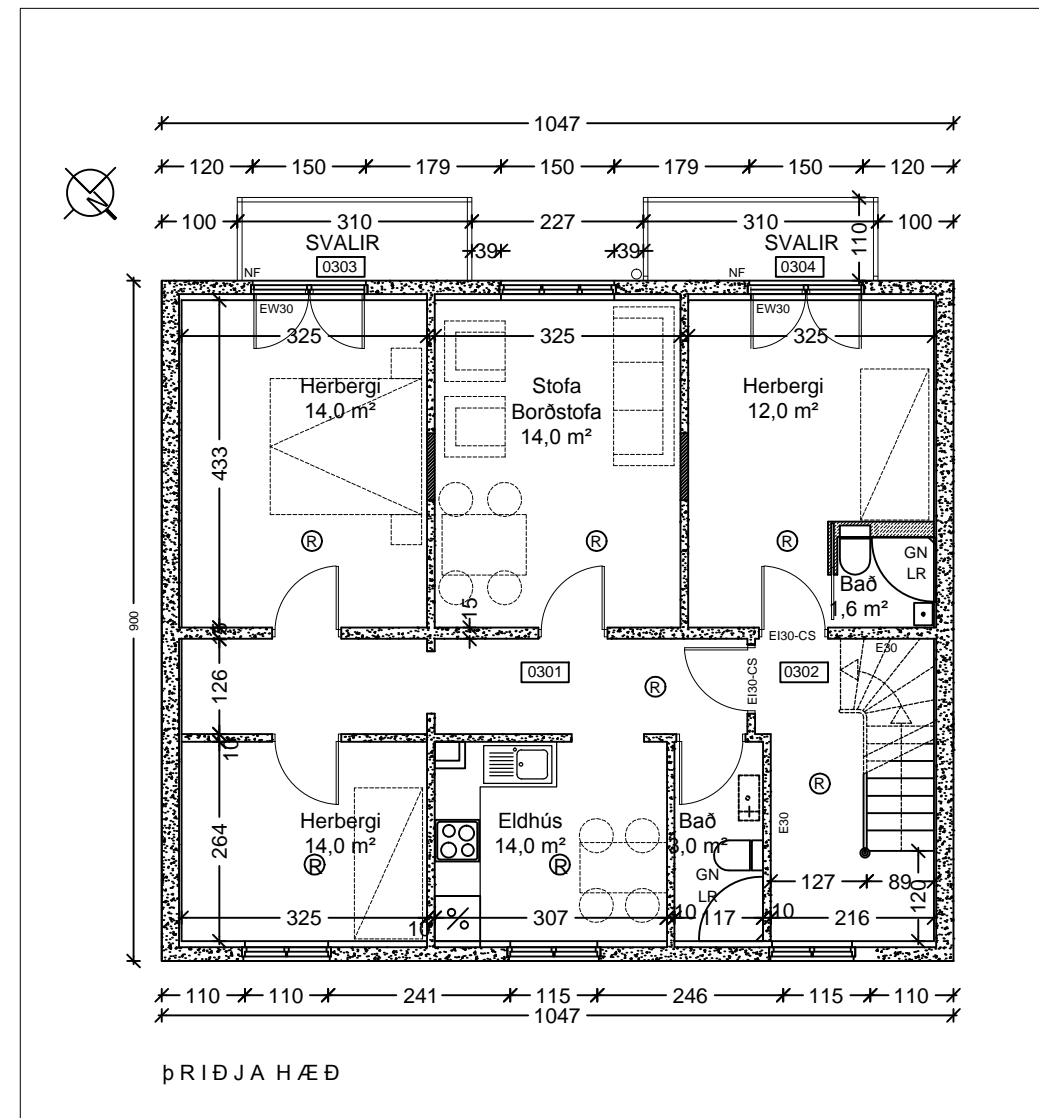 1047
120 150 179 150 179 150 120
100 310 227 310 100
SVALIR SVALIR
110
0303 39 39 0304
NF NF
EW30 EW30
325 325 325
Herbergi Stofa Herbergi
14,0 m² Borðstofa 12,0 m²
14,0 m²
433
R R R
GN
LR
Bað
1,6 m²
15
900
EI30-CS
E30
126 0301 EI30-CS 0302
R
10
R
264
Herbergi Eldhús Bað
14,0 m² 14,0 m² 3,0 m²
E30
R R
GN
LR
127 89
120
325 10 307 10 117 10 216
110 110 241 115 246 115 110
1047
þRIÐJA HÆÐ